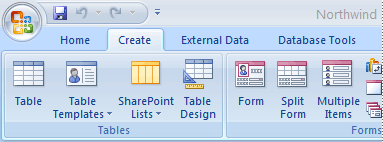 Northwind
Home Create External Data Database Tools
Table Table Templates SharePoint Lists Table Design Form Split Form Multiple Items
Tables Forms